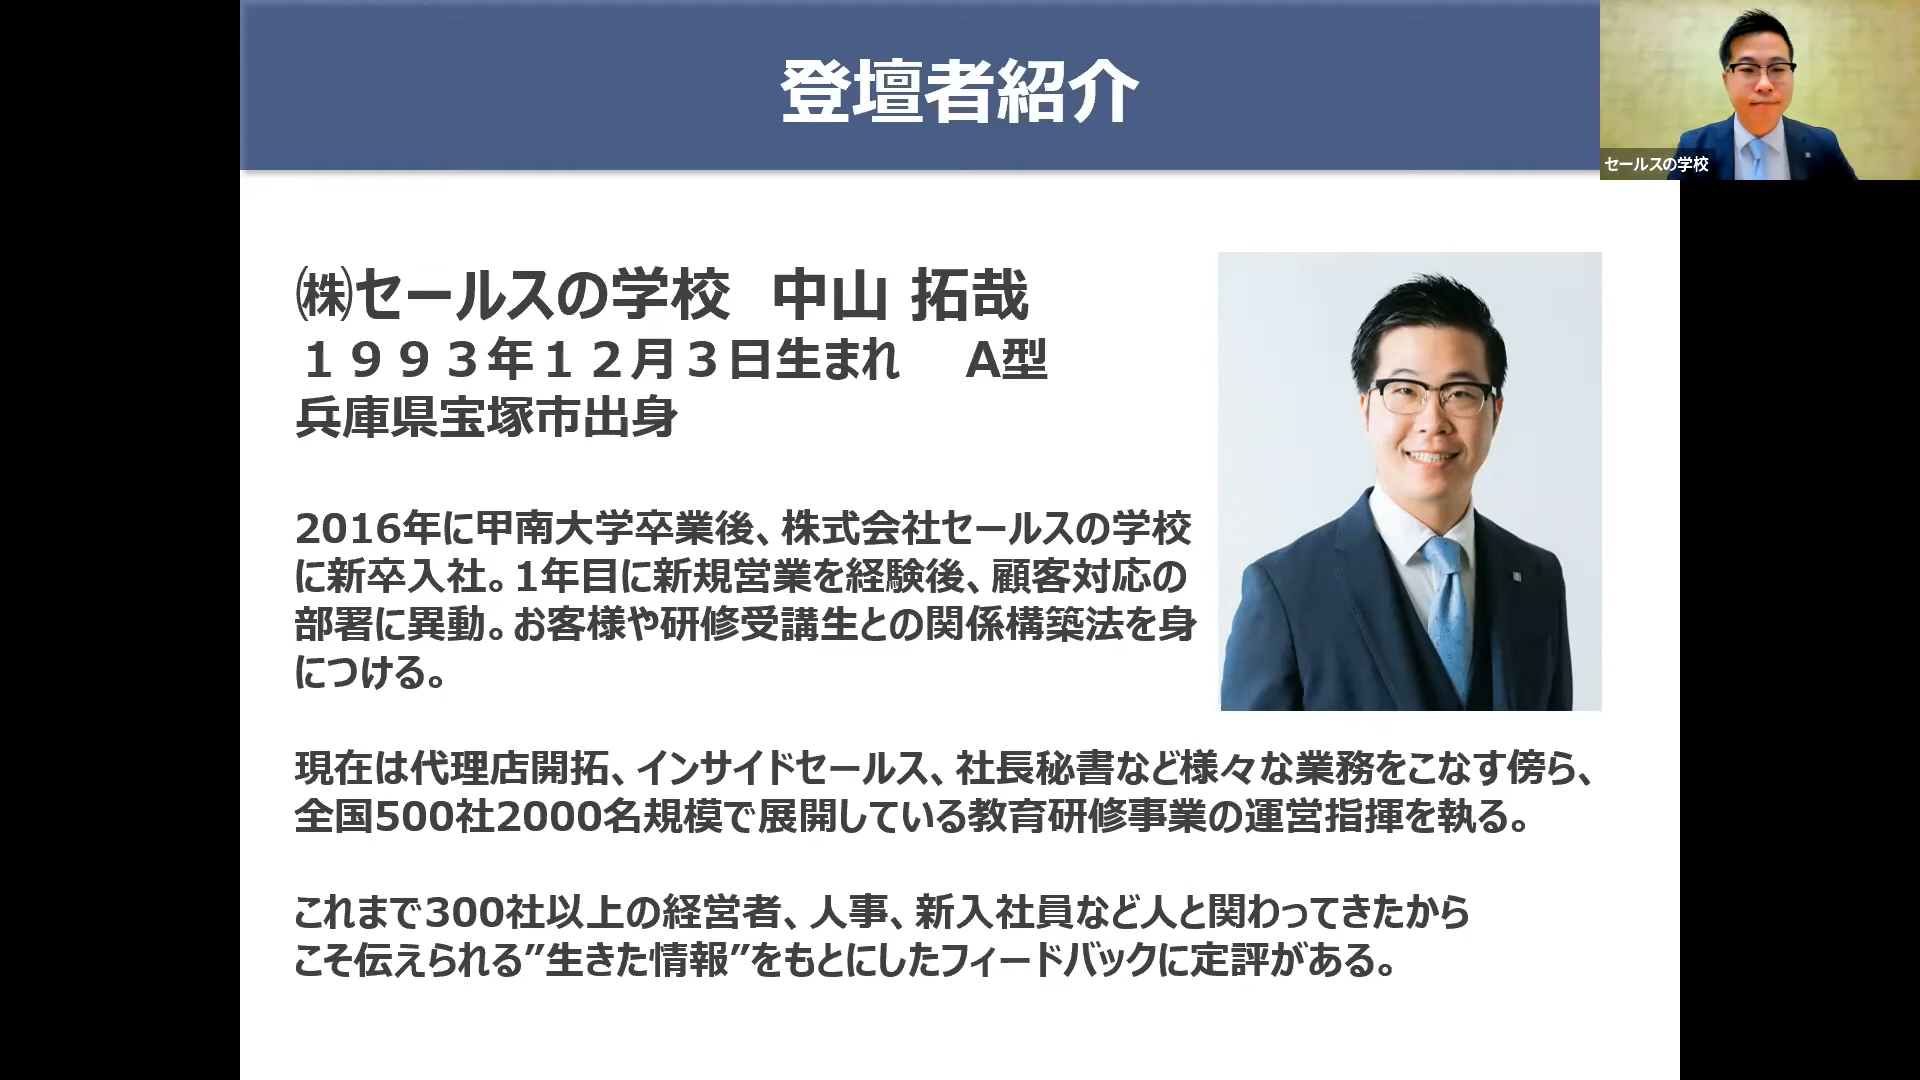 登壇者紹介
セールスの学校
㈱セールスの学校　中山 拓哉
１９９３年１２月３日生まれ　A型
兵庫県宝塚市出身
2016年に甲南大学卒業後、株式会社セールスの学校
に新卒入社。1年目に新規営業を経験後、顧客対応の
部署に異動。お客様や研修受講生との関係構築法を身
につける。
現在は代理店開拓、インサイドセールス、社長秘書など様々な業務をこなす傍ら、
全国500社2000名規模で展開している教育研修事業の運営指揮を執る。
これまで300社以上の経営者、人事、新入社員など人と関わってきたから
こそ伝えられる”生きた情報”をもとにしたフィードバックに定評がある。